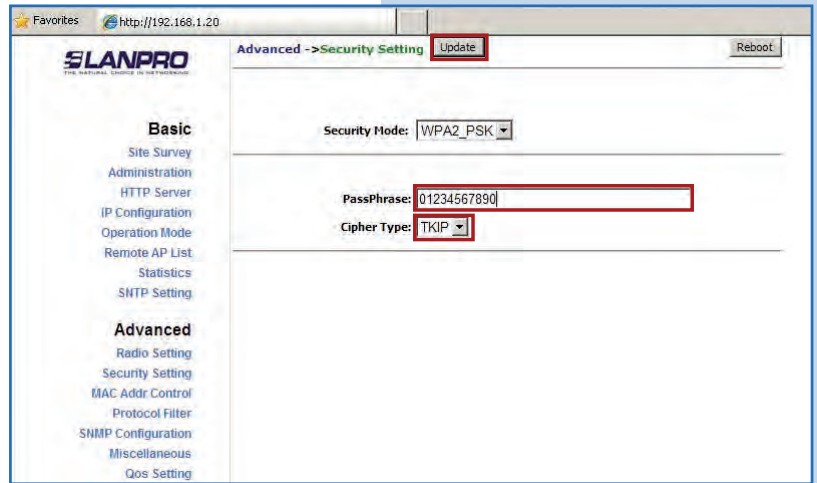 Favorites http://192.168.1.20
LANPRO
THE NATURAL CHOICE IN NETWORKING
Advanced ->Security Setting Update Reboot
Basic
Site Survey
Administration
HTTP Server
IP Configuration
Operation Mode
Remote AP List
Statistics
SNTP Setting
Advanced
Radio Setting
Security Setting
MAC Addr Control
Protocol Filter
SNMP Configuration
Miscellaneous
Qos Setting
Security Mode: WPA2_PSK
PassPhrase: 01234567890
Cipher Type: TKIP